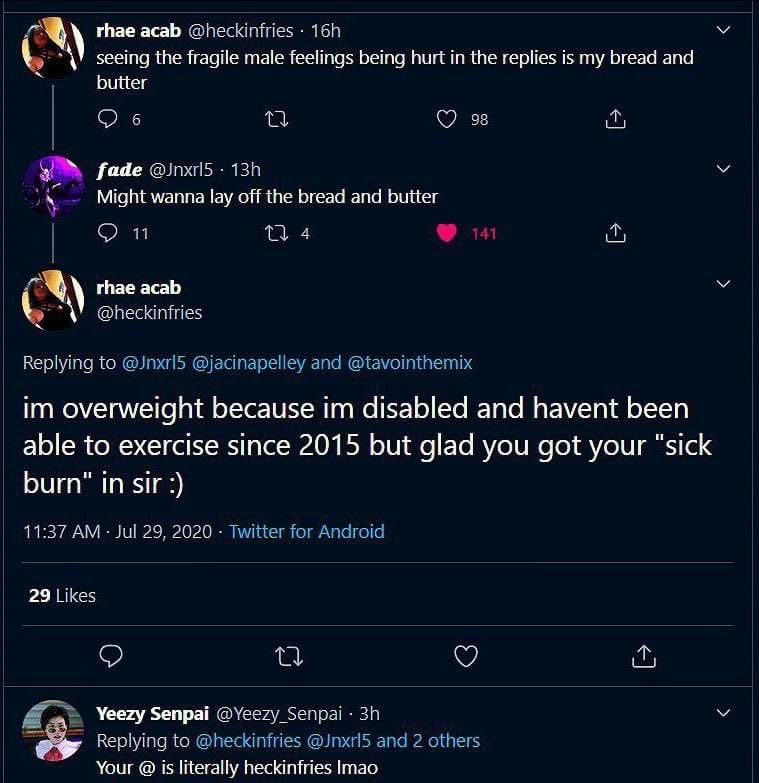 rhae acab @heckinfries · 16h
seeing the fragile male feelings being hurt in the replies is my bread and
butter
6 98
fade @Jnxrl5 · 13h
Might wanna lay off the bread and butter
11 4 141
rhae acab
@heckinfries
Replying to @Jnxrl5 @jacinapelley and @tavointhemix
im overweight because im disabled and havent been
able to exercise since 2015 but glad you got your "sick
burn" in sir :)
11:37 AM · Jul 29, 2020 · Twitter for Android
29 Likes
Yeezy Senpai @Yeezy_Senpai · 3h
Replying to @heckinfries @Jnxrl5 and 2 others
Your @ is literally heckinfries lmao